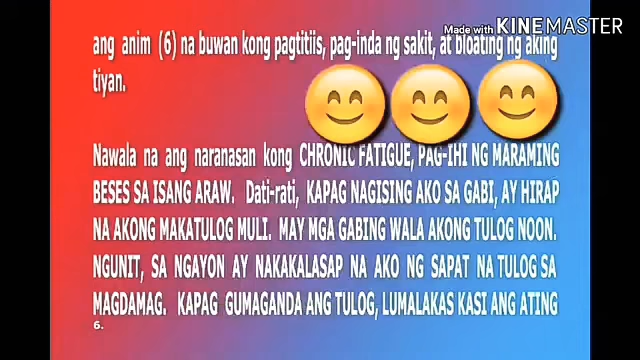 Made with KINEMASTER
ang anim (6) na buwan kong pagtitiis, pag-inda ng sakit, at bloating ng aking
tiyan.
Nawala na ang naranasan kong CHRONIC FATIGUE, PAG-IHI NG MARAMING
BESES SA ISANG ARAW. Dati-rati, KAPAG NAGISING AKO SA GABI, AY HIRAP
NA AKONG MAKATULOG MULI. MAY MGA GABING WALA AKONG TULOG NOON.
NGUNIT, SA NGAYON AY NAKAKALASAP NA AKO NG SAPAT NA TULOG SA
MAGDAMAG. KAPAG GUMAGANDA ANG TULOG, LUMALAKAS KASI ANG ATING
6.